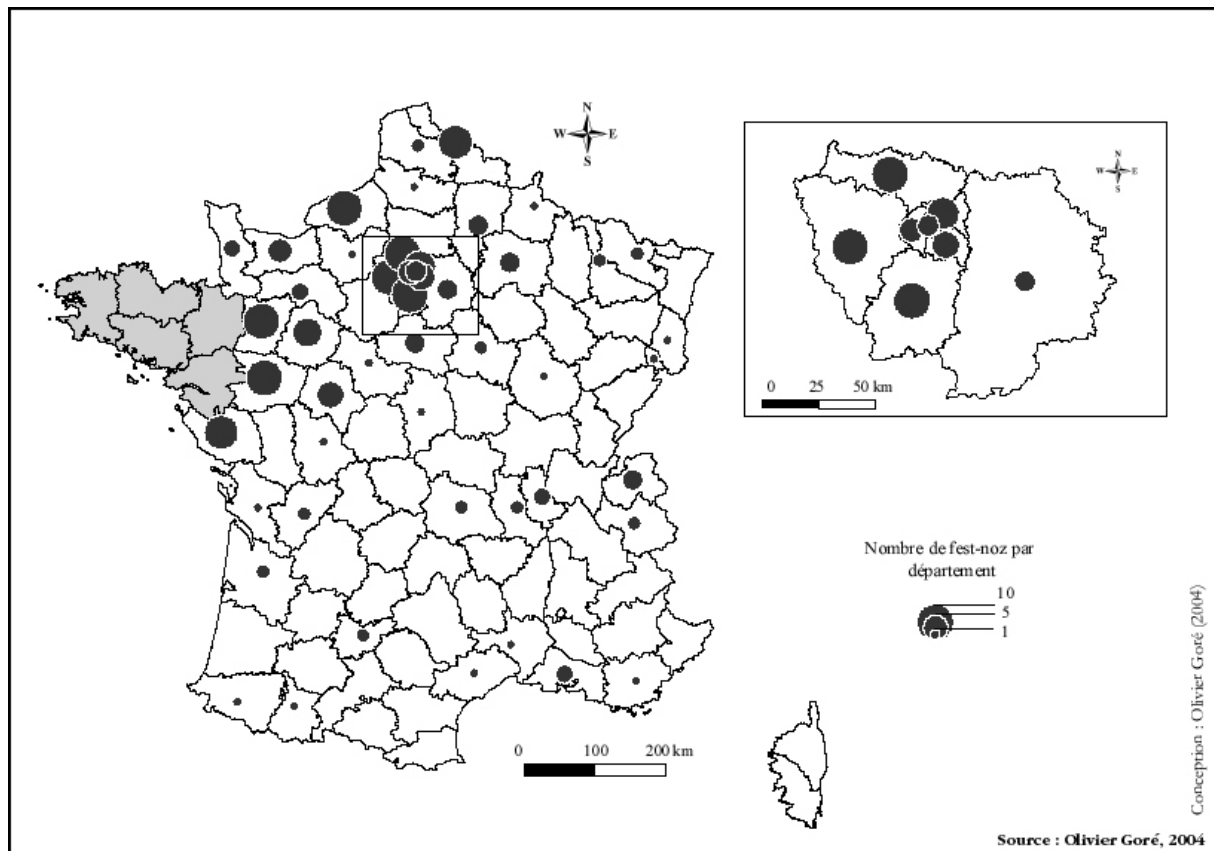 N
W E
S
N
W E
S
0 25 50 km
Nombre de fest-noz par
département
10
5
1
0 100 200 km
Conception : Olivier Goré (2004)
Source : Olivier Goré, 2004